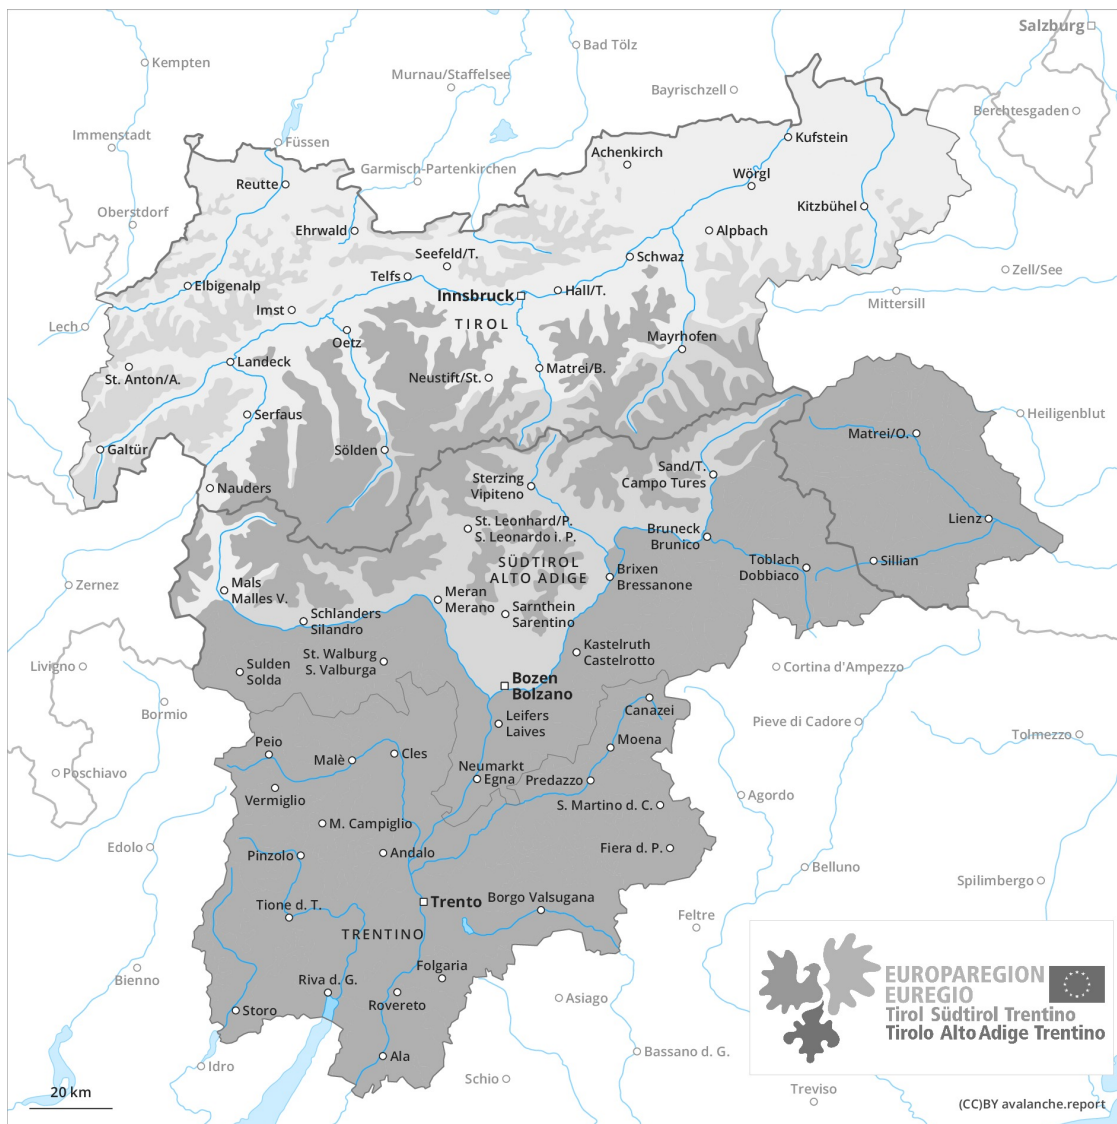 Salzburg
Bad Tölz
Kempten
Murnau/Staffelsee
Bayrischzell
Berchtesgaden
Immenstadt
Füssen
Kufstein
Achenkirch
Garmisch-Partenkirchen
Wörgl
Reutte
Oberstdorf
Kitzbühel
Ehrwald
Alpbach
Seefeld/T.
Schwaz
Telfs
Zell/See
Elbigenalp
Hall/T.
Innsbruck
Mittersill
Imst
TIROL
Lech
Oetz
Mayrhofen
Landeck
Matrei/B.
St. Anton/A.
Neustift/St.
Serfaus
Heiligenblut
Matrei/O.
Galtür
Sölden
Sand/T.
Campo Tures
Sterzing
Vipiteno
Nauders
St. Leonhard/P.
S. Leonardo i. P.
Lienz
Bruneck
Brunico
SÜDTIROL
ALTO ADIGE
Toblach
Dobbiaco
Sillian
Brixen
Bressanone
Zernez
Mals
Malles V.
Meran
Merano
Schlanders
Silandro
Sarnthein
Sarentino
St. Walburg
S. Valburga
Kastelruth
Castelrotto
Livigno
Sulden
Solda
Cortina d'Ampezzo
Bozen
Bolzano
Bormio
Canazei
Leifers
Laives
Pieve di Cadore
Tolmezzo
Peio
Moena
Malè
Cles
Poschiavo
Neumarkt
Egna
Predazzo
Vermiglio
S. Martino d. C.
Agordo
M. Campiglio
Edolo
Pinzolo
Andalo
Fiera d. P.
Belluno
Spilimbergo
Tione d. T.
Trento
Borgo Valsugana
Feltre
TRENTINO
Folgaria
Bienno
Riva d. G.
Rovereto
Asiago
Storo
EUROPAREGION
EUREGIO
Tirol Südtirol Trentino
Tirolo Alto Adige Trentino
Ala
Bassano d. G.
Idro
Schio
Treviso
20 km
(CC)BY avalanche.report